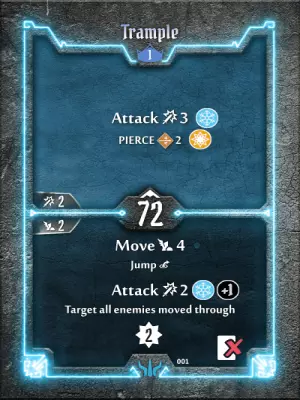 Trample
1
Attack 3
PIERCE 2
2
72
2
Move 4
Jump
Attack 2 +1
Target all enemies moved through
2
001